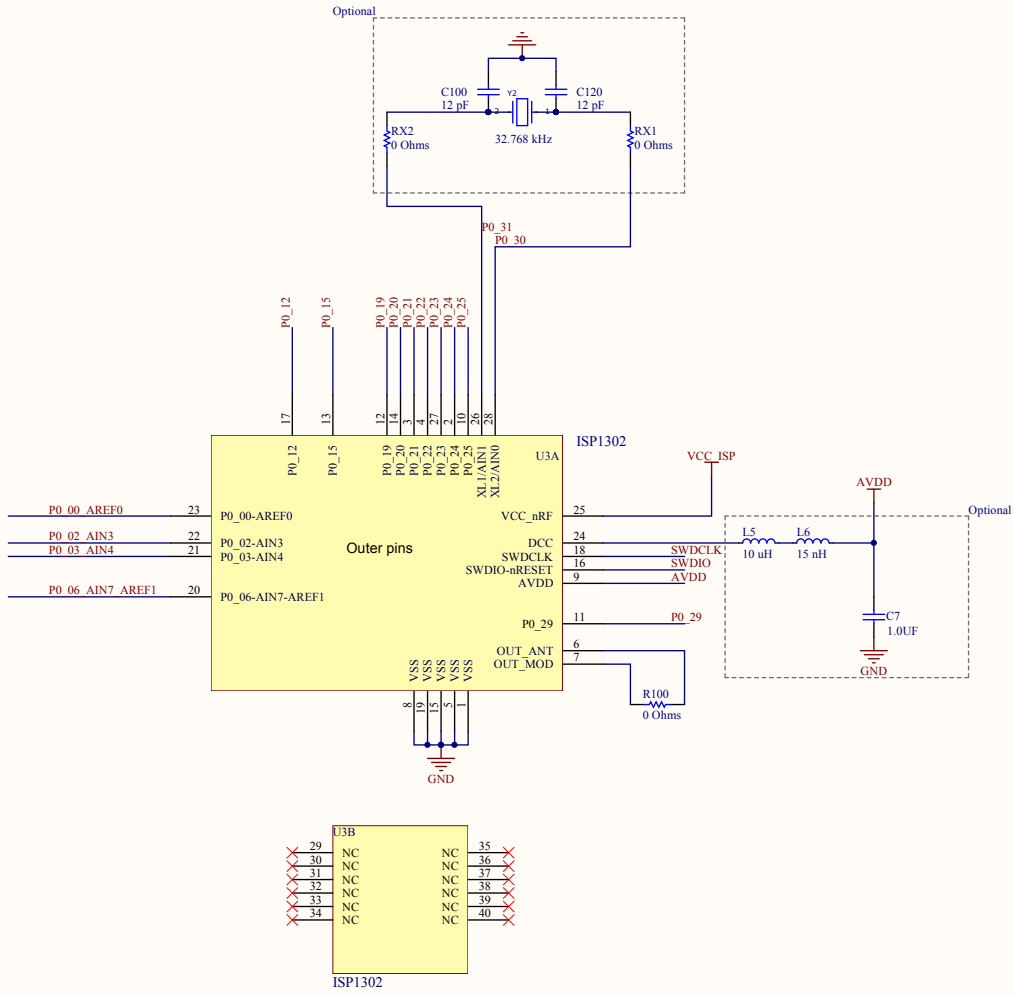 Optional
C100
12 pF
Y2
C120
12 pF
2
1
32.768 kHz
RX2
0 Ohms
RX1
0 Ohms
P0_31
P0_30
P0_12
P0_15
P0_19
P0_20
P0_21
P0_22
P0_23
P0_24
P0_25
17
13
12
14
3
4
27
2
10
26
28
ISP1302
U3A
P0_12
P0_15
P0_19
P0_20
P0_21
P0_22
P0_23
P0_24
P0_25
XL1/AIN1
XL2/AIN0
VCC_ISP
AVDD
Optional
P0_00_AREF0
23
P0_00-AREF0
VCC_nRF
25
P0_02_AIN3
22
P0_02-AIN3
P0_03_AIN4
21
P0_03-AIN4
Outer pins
DCC
24
SWDCLK
18
SWDCLK
SWDIO-nRESET
16
SWDIO
AVDD
9
AVDD
L5
10 uH
L6
15 nH
P0_06_AIN7_AREF1
20
P0_06-AIN7-AREF1
P0_29
11
P0_29
C7
1.0UF
GND
OUT_ANT
6
OUT_MOD
7
R100
0 Ohms
VSS
VSS
VSS
VSS
VSS
8
19
15
5
1
GND
U3B
29
NC
NC
35
30
NC
NC
36
31
NC
NC
37
32
NC
NC
38
33
NC
NC
39
34
NC
NC
40
ISP1302